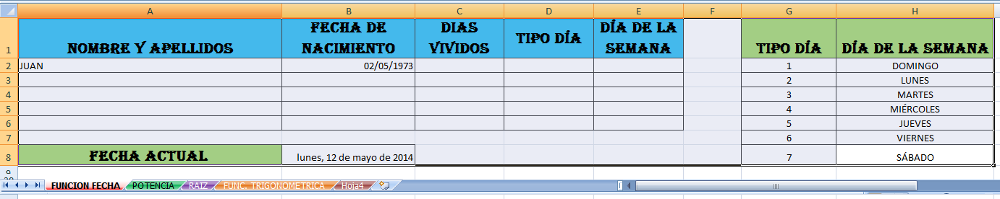 A B C D E F G H
1 NOMBRE Y APELLIDOS FECHA DE NACIMIENTO DIAS VIVIDOS TIPO DÍA DÍA DE LA SEMANA TIPO DÍA DÍA DE LA SEMANA
2 JUAN 02/05/1973 1 DOMINGO
3 2 LUNES
4 3 MARTES
5 4 MIÉRCOLES
6 5 JUEVES
7 6 VIERNES
8 FECHA ACTUAL lunes, 12 de mayo de 2014 7 SÁBADO
9
FUNCION FECHA POTENCIA RAIZ FUNC. TRIGONOMETRICA Hoja4